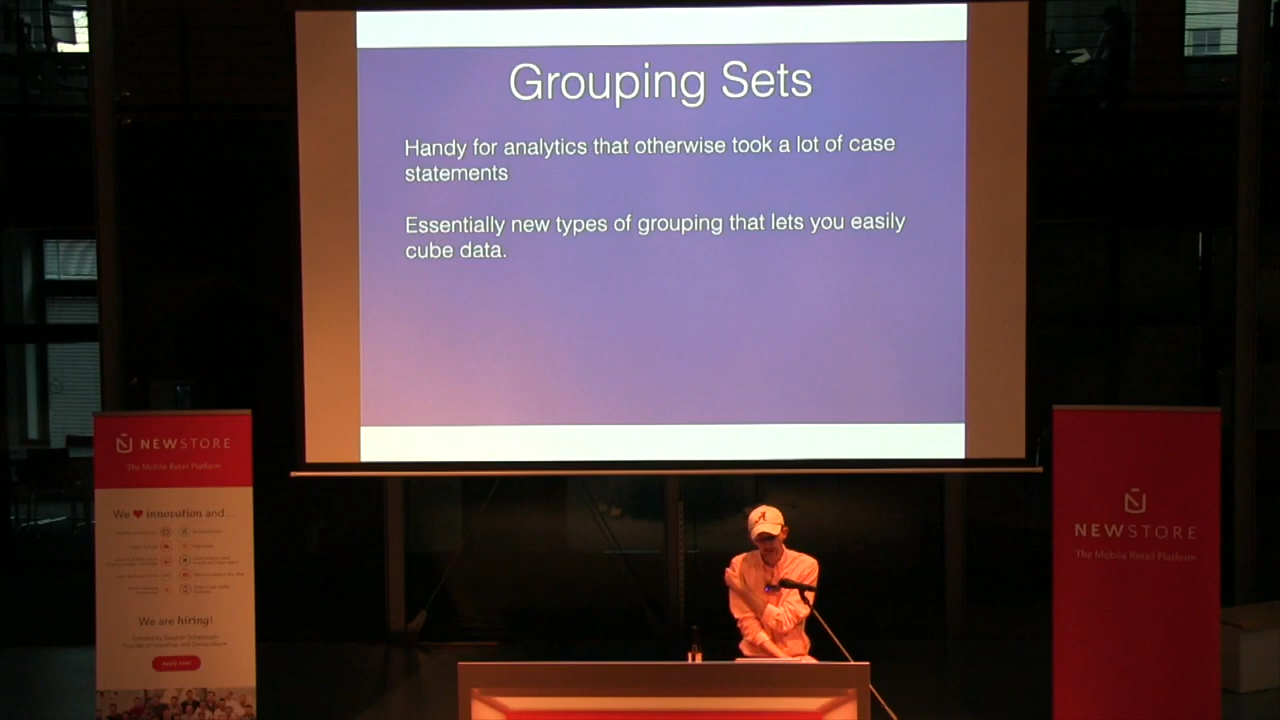 Grouping Sets
Handy for analytics that otherwise took a lot of case
statements
Essentially new types of grouping that lets you easily
cube data.
NEWSTORE
The Mobile Retail Platform
We ❤ innovation and...
We are hiring!
Apply now!
NEWSTORE
The Mobile Retail Platform
A